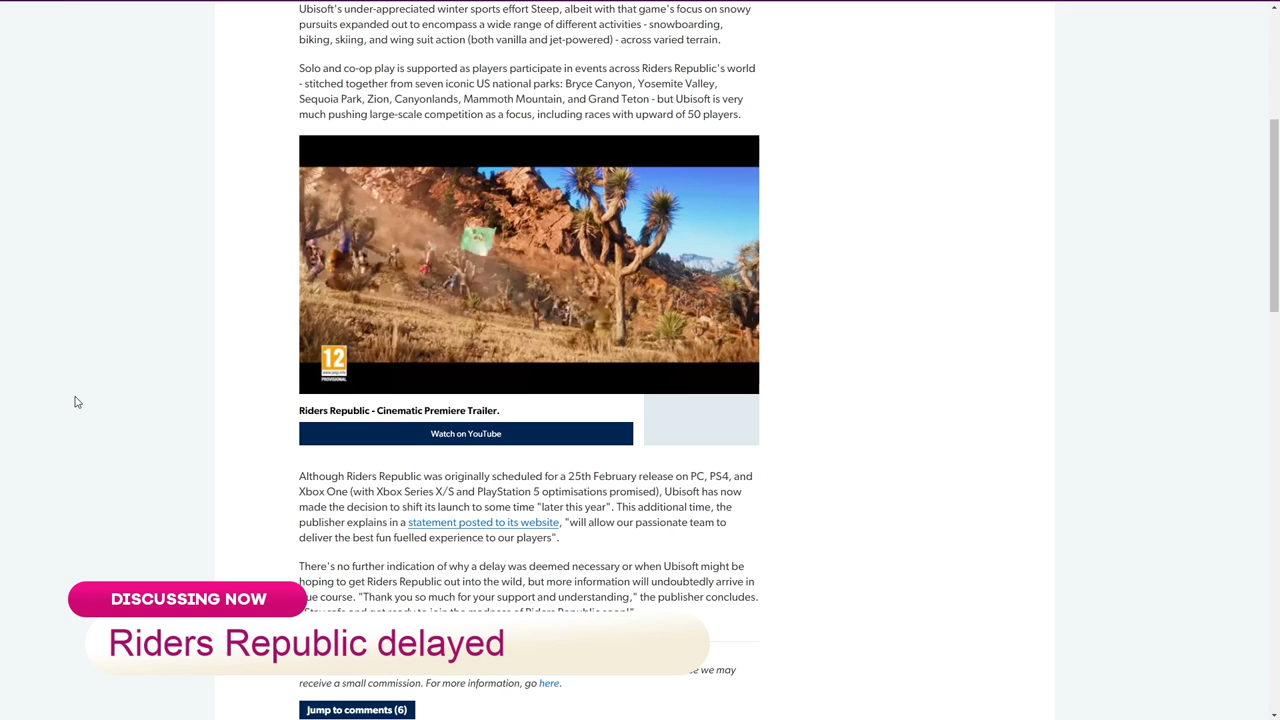 Ubisoft's under-appreciated winter sports effort Steep, albeit with that game's focus on snowy
pursuits expanded out to encompass a wide range of different activities - snowboarding,
biking, skiing, and wing suit action (both vanilla and jet-powered) - across varied terrain.
Solo and co-op play is supported as players participate in events across Riders Republic's world
- stitched together from seven iconic US national parks: Bryce Canyon, Yosemite Valley,
Sequoia Park, Zion, Canyonlands, Mammoth Mountain, and Grand Teton - but Ubisoft is very
much pushing large-scale competition as a focus, including races with upward of 50 players.
12
PROVISIONAL
Riders Republic - Cinematic Premiere Trailer.
Watch on YouTube
Although Riders Republic was originally scheduled for a 25th February release on PC, PS4, and
Xbox One (with Xbox Series X/S and PlayStation 5 optimisations promised), Ubisoft has now
made the decision to shift its launch to some time "later this year". This additional time, the
publisher explains in a statement posted to its website, "will allow our passionate team to
deliver the best fun fuelled experience to our players".
There's no further indication of why a delay was deemed necessary or when Ubisoft might be
hoping to get Riders Republic out into the wild, but more information will undoubtedly arrive in
due course. "Thank you so much for your support and understanding," the publisher concludes.
DISCUSSING NOW
Riders Republic delayed
we may
receive a small commission. For more information, go here.
Jump to comments (6)